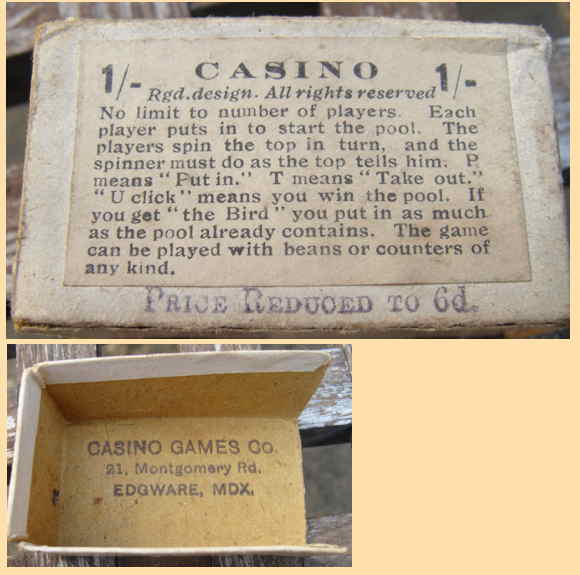 1/- CASINO 1/-
Rgd. design. All rights reserved
No limit to number of players. Each
player puts in to start the pool. The
players spin the top in turn, and the
spinner must do as the top tells him. P
means "Put in." T means "Take out."
"U click" means you win the pool. If
you get "the Bird" you put in as much
as the pool already contains. The game
can be played with beans or counters of
any kind.
PRICE REDUCED TO 6d.
CASINO GAMES Co.
21, Montgomery Rd.
EDGWARE, MDX.